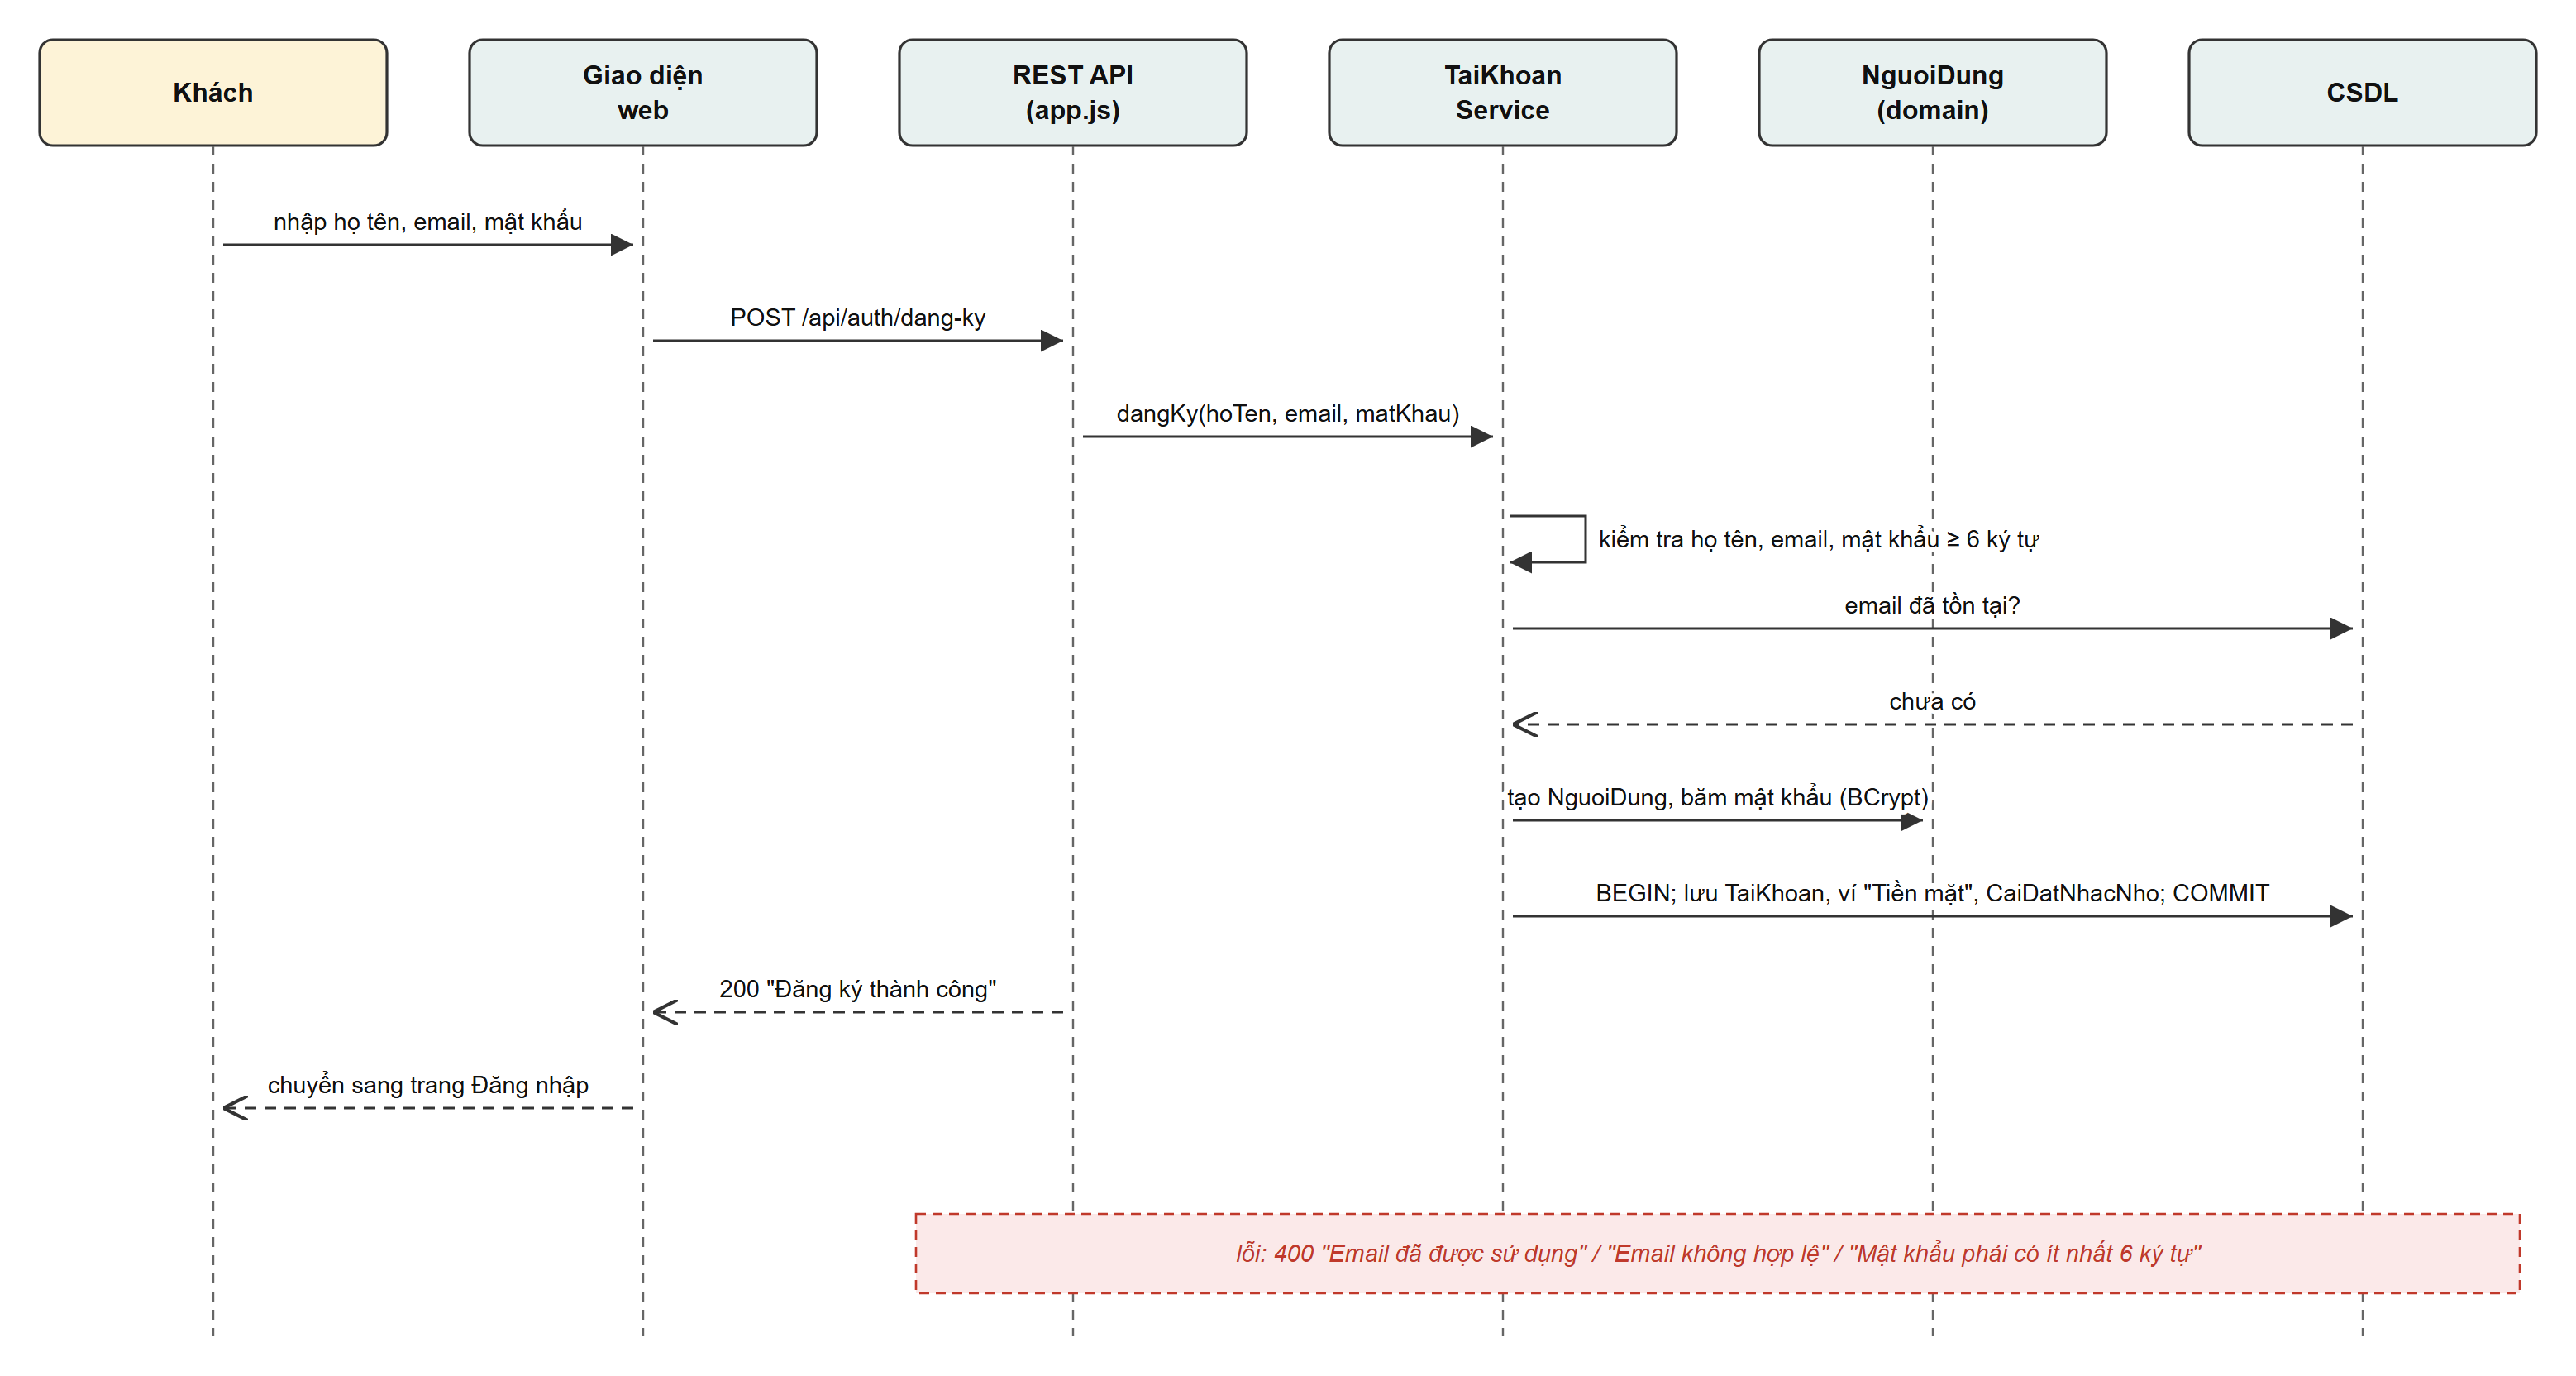 Khách
Giao diện
web
REST API
(app.js)
TaiKhoan
Service
NguoiDung
(domain)
CSDL
nhập họ tên, email, mật khẩu
POST /api/auth/dang-ky
dangKy(hoTen, email, matKhau)
kiểm tra họ tên, email, mật khẩu ≥ 6 ký tự
email đã tồn tại?
chưa có
tạo NguoiDung, băm mật khẩu (BCrypt)
BEGIN; lưu TaiKhoan, ví "Tiền mặt", CaiDatNhacNho; COMMIT
200 "Đăng ký thành công"
chuyển sang trang Đăng nhập
lỗi: 400 "Email đã được sử dụng" / "Email không hợp lệ" / "Mật khẩu phải có ít nhất 6 ký tự"